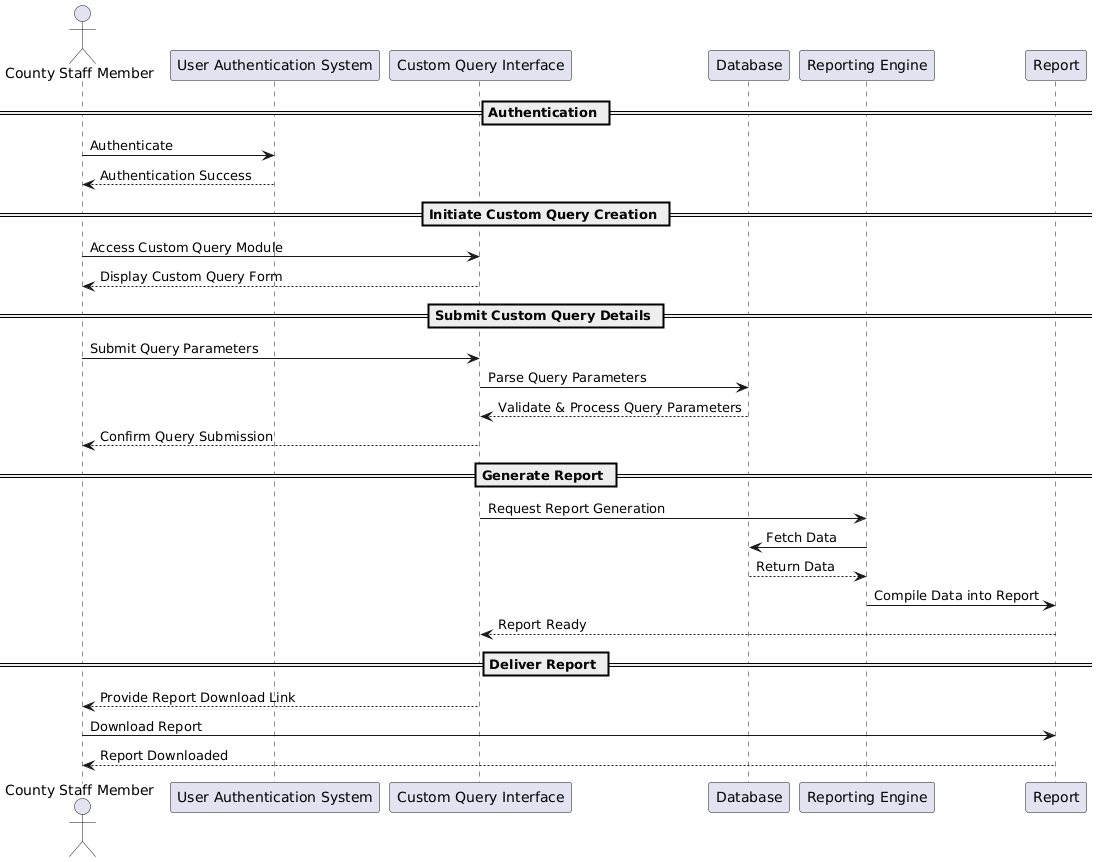 County Staff Member
User Authentication System
Custom Query Interface
Database
Reporting Engine
Report
Authentication
Authenticate
Authentication Success
Initiate Custom Query Creation
Access Custom Query Module
Display Custom Query Form
Submit Custom Query Details
Submit Query Parameters
Parse Query Parameters
Validate & Process Query Parameters
Confirm Query Submission
Generate Report
Request Report Generation
Fetch Data
Return Data
Compile Data into Report
Report Ready
Deliver Report
Provide Report Download Link
Download Report
Report Downloaded
County Staff Member
User Authentication System
Custom Query Interface
Database
Reporting Engine
Report